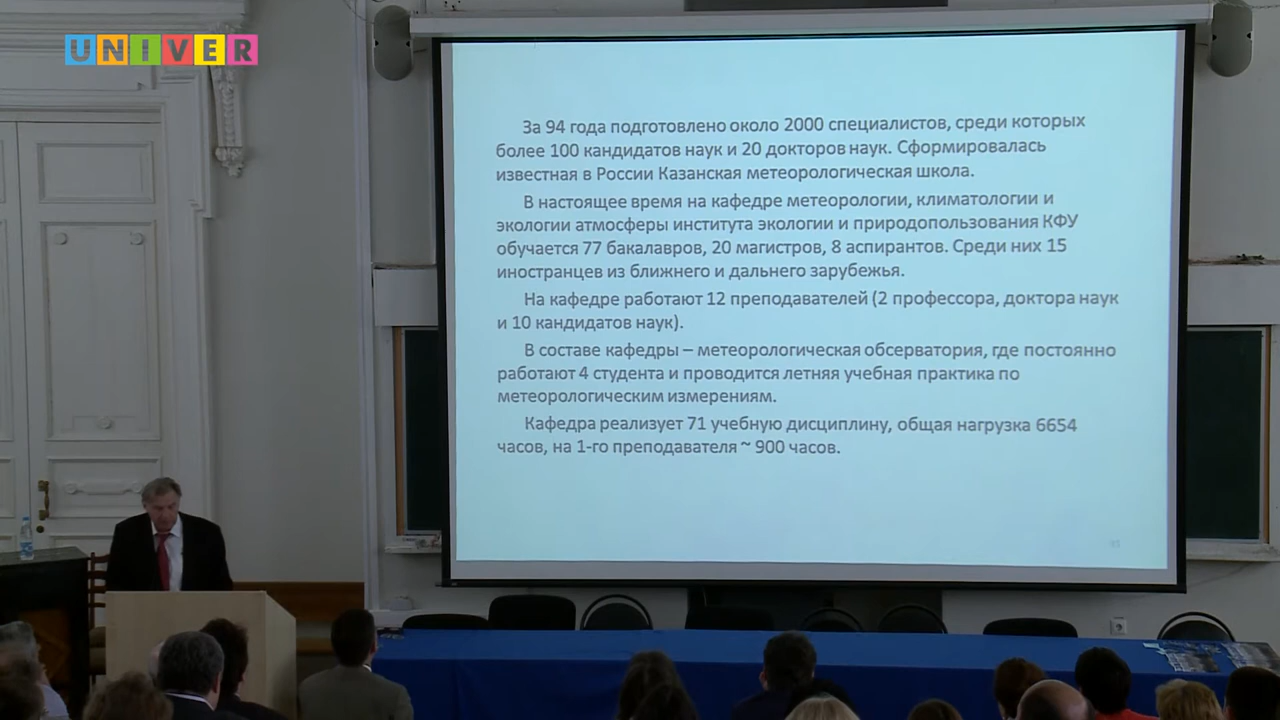 UNIVER
За 94 года подготовлено около 2000 специалистов, среди которых
более 100 кандидатов наук и 20 докторов наук. Сформировалась
известная в России Казанская метеорологическая школа.
В настоящее время на кафедре метеорологии, климатологии и
экологии атмосферы института экологии и природопользования КФУ
обучается 77 бакалавров, 20 магистров, 8 аспирантов. Среди них 15
иностранцев из ближнего и дальнего зарубежья.
На кафедре работают 12 преподавателей (2 профессора, доктора наук
и 10 кандидатов наук).
В составе кафедры – метеорологическая обсерватория, где постоянно
работают 4 студента и проводится летняя учебная практика по
метеорологическим измерениям.
Кафедра реализует 71 учебную дисциплину, общая нагрузка 6654
часов, на 1-го преподавателя ~ 900 часов.